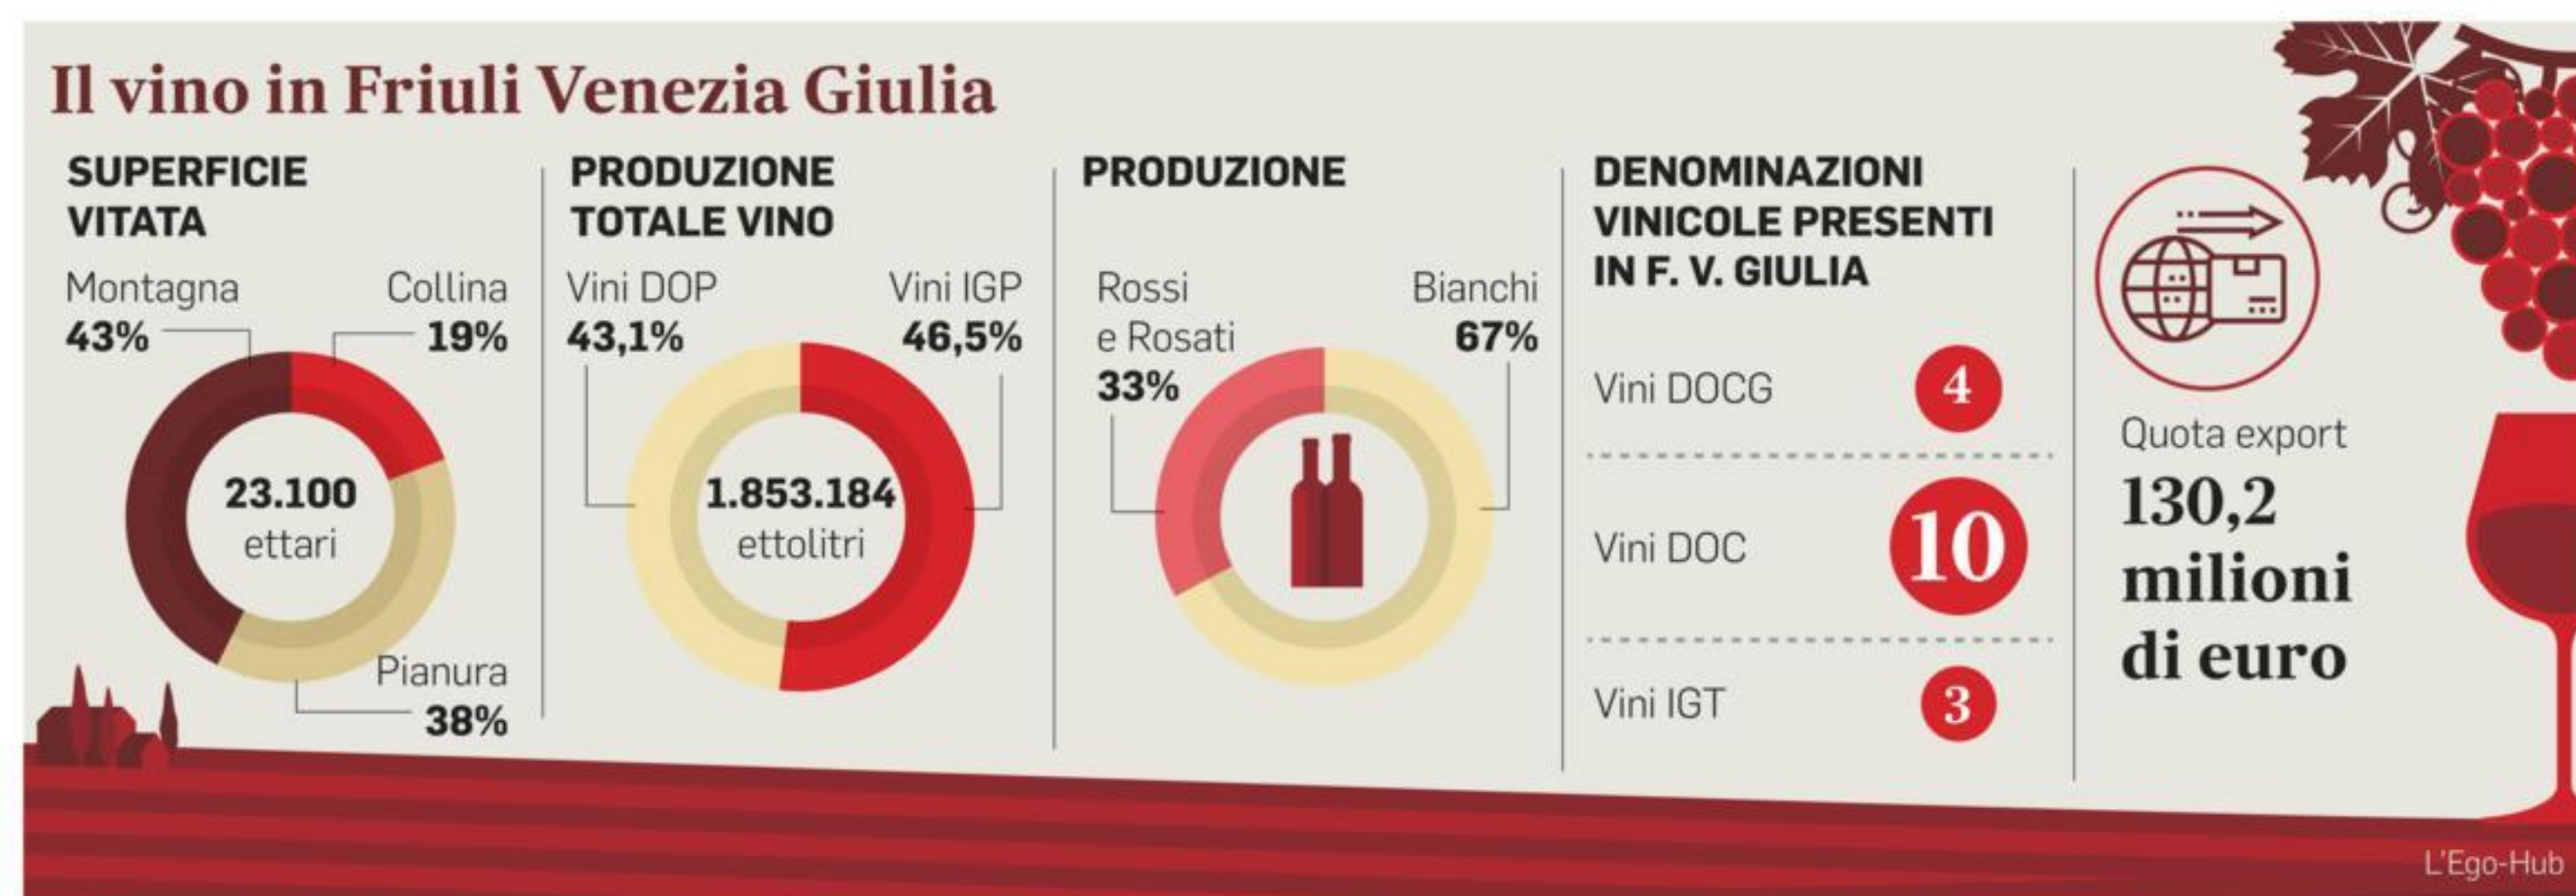 Il vino in Friuli Venezia Giulia
SUPERFICIE
VITATA
Montagna
43%
Collina
19%
23.100
ettari
Pianura
38%
PRODUZIONE
TOTALE VINO
Vini DOP
43,1%
Vini IGP
46,5%
1.853.184
ettolitri
PRODUZIONE
Rossi
e Rosati
33%
Bianchi
67%
DENOMINAZIONI
VINICOLE PRESENTI
IN F. V. GIULIA
Vini DOCG
4
Vini DOC
10
Vini IGT
3
Quota export
130,2
milioni
di euro
L'Ego-Hub